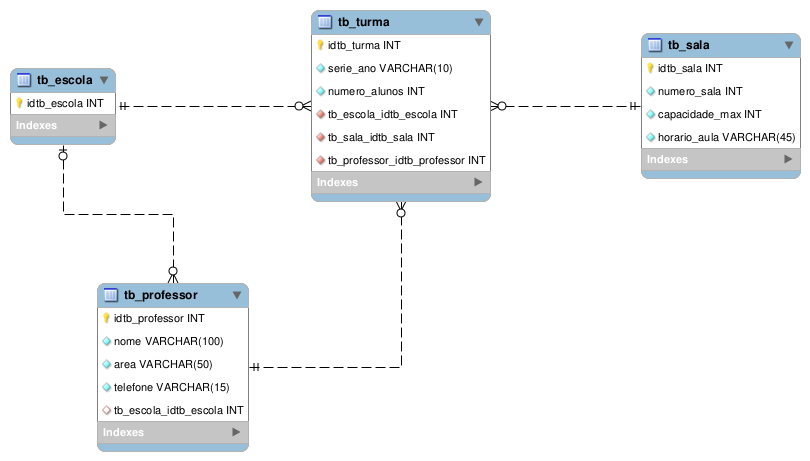 tb_escola
idtb_escola INT
Indexes
tb_turma
idtb_turma INT
serie_ano VARCHAR(10)
numero_alunos INT
tb_escola_idtb_escola INT
tb_sala_idtb_sala INT
tb_professor_idtb_professor INT
Indexes
tb_sala
idtb_sala INT
numero_sala INT
capacidade_max INT
horario_aula VARCHAR(45)
Indexes
tb_professor
idtb_professor INT
nome VARCHAR(100)
area VARCHAR(50)
telefone VARCHAR(15)
tb_escola_idtb_escola INT
Indexes